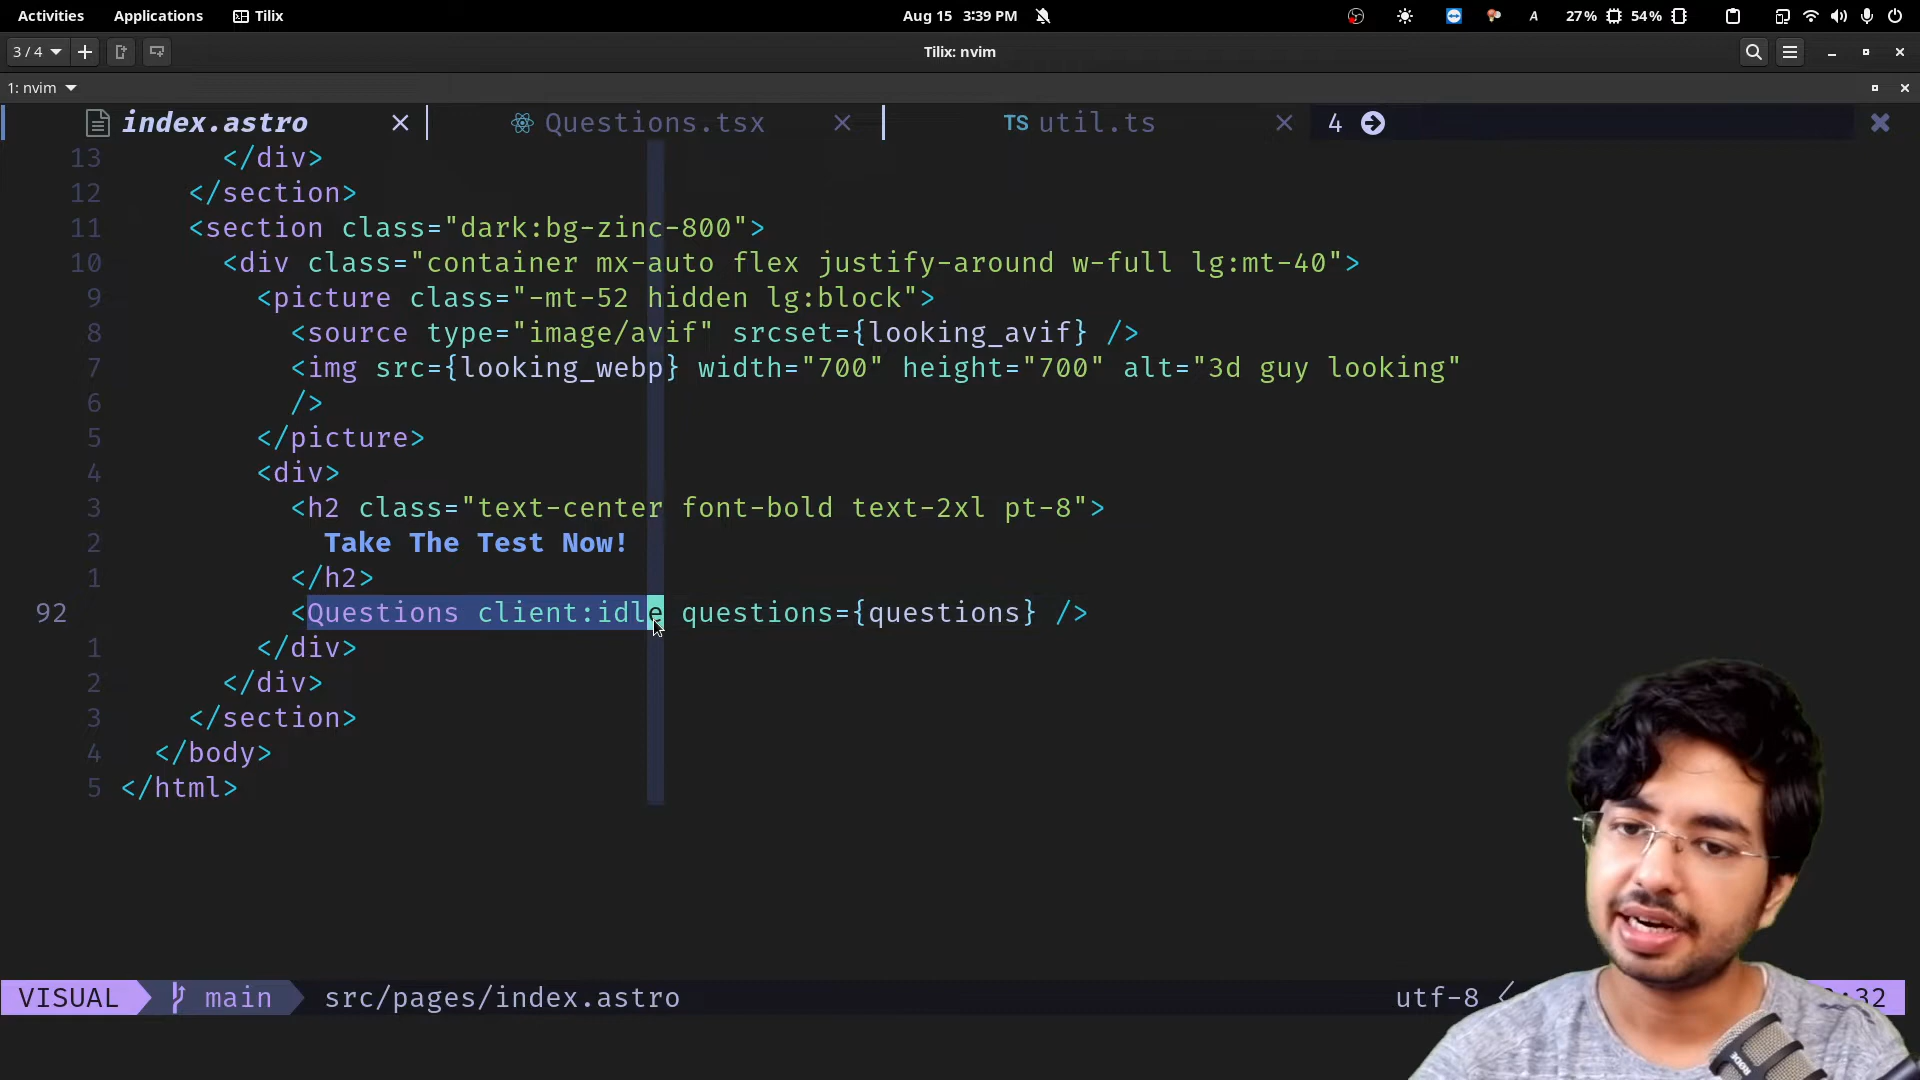 Activities Applications Tilix Aug 15 3:39 PM A 27% 54%
3 / 4 Tilix: nvim
1: nvim
index.astro Questions.tsx TS util.ts 4
13 </div>
12 </section>
11 <section class="dark:bg-zinc-800">
10 <div class="container mx-auto flex justify-around w-full lg:mt-40">
9 <picture class="-mt-52 hidden lg:block">
8 <source type="image/avif" srcset={looking_avif} />
7 <img src={looking_webp} width="700" height="700" alt="3d guy looking"
6 />
5 </picture>
4 <div>
3 <h2 class="text-center font-bold text-2xl pt-8">
2 Take The Test Now!
1 </h2>
92 <Questions client:idle questions={questions} />
1 </div>
2 </div>
3 </section>
4 </body>
5 </html>
VISUAL main src/pages/index.astro utf-8 :32
RODE